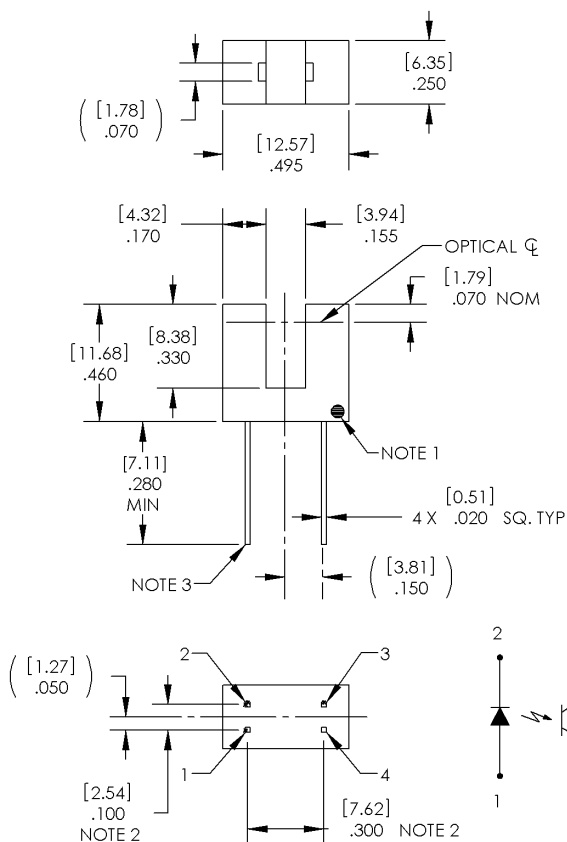 [6.35]
.250
( [1.78] )
.070
[12.57]
.495
[4.32]
.170
[3.94]
.155
OPTICAL ℄
[1.79]
.070 NOM
[11.68]
.460
[8.38]
.330
NOTE 1
[7.11]
.280
MIN
[0.51]
4 X .020 SQ. TYP
NOTE 3
( [3.81] )
.150
( [1.27] )
.050
2
3
2
1
4
1
[2.54]
.100
NOTE 2
[7.62]
.300 NOTE 2